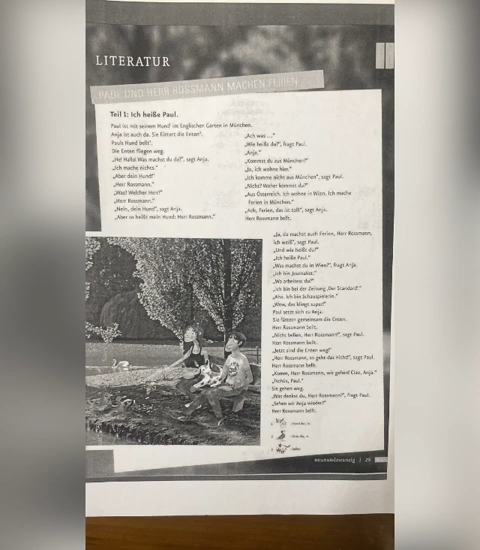 LITERATUR
PAUL UND HERR ROSSMANN MACHEN FERIEN
Teil 1: Ich heiße Paul.
Paul ist mit seinem Hund¹ im Englischen Garten in München.
Anja ist auch da. Sie füttert die Enten².
Pauls Hund bellt³.
Die Enten fliegen weg.
„He! Hallo! Was machst du da?“, sagt Anja.
„Ich mache nichts.“
„Aber dein Hund!“
„Herr Rossmann.“
„Was? Welcher Herr?“
„Herr Rossmann.“
„Nein, dein Hund!“, sagt Anja.
„Aber so heißt mein Hund: Herr Rossmann.“
„Ach was ...“
„Wie heißt du?“, fragt Paul.
„Anja.“
„Kommst du aus München?“
„Ja, ich wohne hier.“
„Ich komme nicht aus München“, sagt Paul.
„Nicht? Woher kommst du?“
„Aus Österreich. Ich wohne in Wien. Ich mache
Ferien in München.“
„Ach, Ferien, das ist toll“, sagt Anja.
Herr Rossmann bellt.
„Ja, du machst auch Ferien, Herr Rossmann,
ich weiß“, sagt Paul.
„Und wie heißt du?“
„Ich heiße Paul.“
„Was machst du in Wien?“, fragt Anja.
„Ich bin Journalist.“
„Wo arbeitest du?“
„Ich bin bei der Zeitung ‚Der Standard‘.“
„Aha. Ich bin Schauspielerin.“
„Wow, das klingt super!“
Paul setzt sich zu Anja.
Sie füttern gemeinsam die Enten.
Herr Rossmann bellt.
„Nicht bellen, Herr Rossmann!“, sagt Paul.
Herr Rossmann bellt.
„Jetzt sind die Enten weg!“
„Herr Rossmann, so geht das nicht!“, sagt Paul.
Herr Rossmann bellt.
„Komm, Herr Rossmann, wir gehen! Ciao, Anja.“
„Tschüs, Paul.“
Sie gehen weg.
„Was denkst du, Herr Rossmann?“, fragt Paul.
„Sehen wir Anja wieder?“
Herr Rossmann bellt.
neunundzwanzig | 29